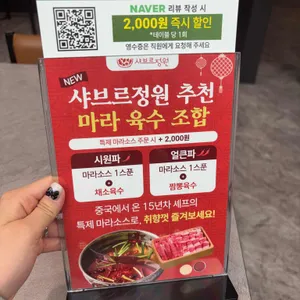 NAVER 리뷰 작성 시
2,000원 즉시 할인
*테이블 당 1회
영수증은 직원에게 요청해 주세요
샤브르정원
NEW
샤브르정원 추천
마라 육수 조합
특제 마라소스 주문 시 + 2,000원
시원파
마라소스 1스푼
+
채소육수
얼큰파
마라소스 1스푼
+
짬뽕육수
중국에서 온 15년차 셰프의
특제 마라소스로, 취향껏 즐겨보세요!